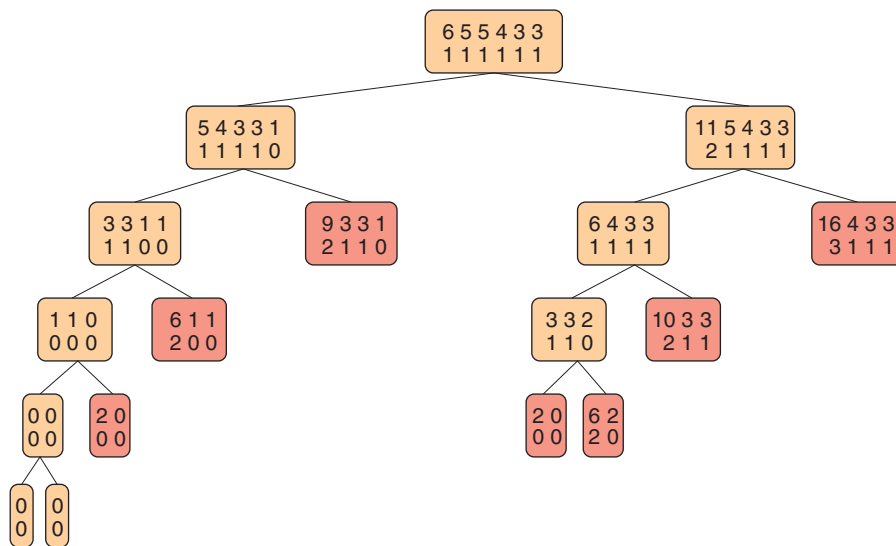 6 5 5 4 3 3
1 1 1 1 1 1
5 4 3 3 1
1 1 1 1 0
11 5 4 3 3
2 1 1 1 1
3 3 1 1
1 1 0 0
9 3 3 1
2 1 1 0
6 4 3 3
1 1 1 1
16 4 3 3
3 1 1 1
1 1 0
0 0 0
6 1 1
2 0 0
3 3 2
1 1 0
10 3 3
2 1 1
0 0
0 0
2 0
0 0
2 0
0 0
6 2
2 0
0
0
0
0